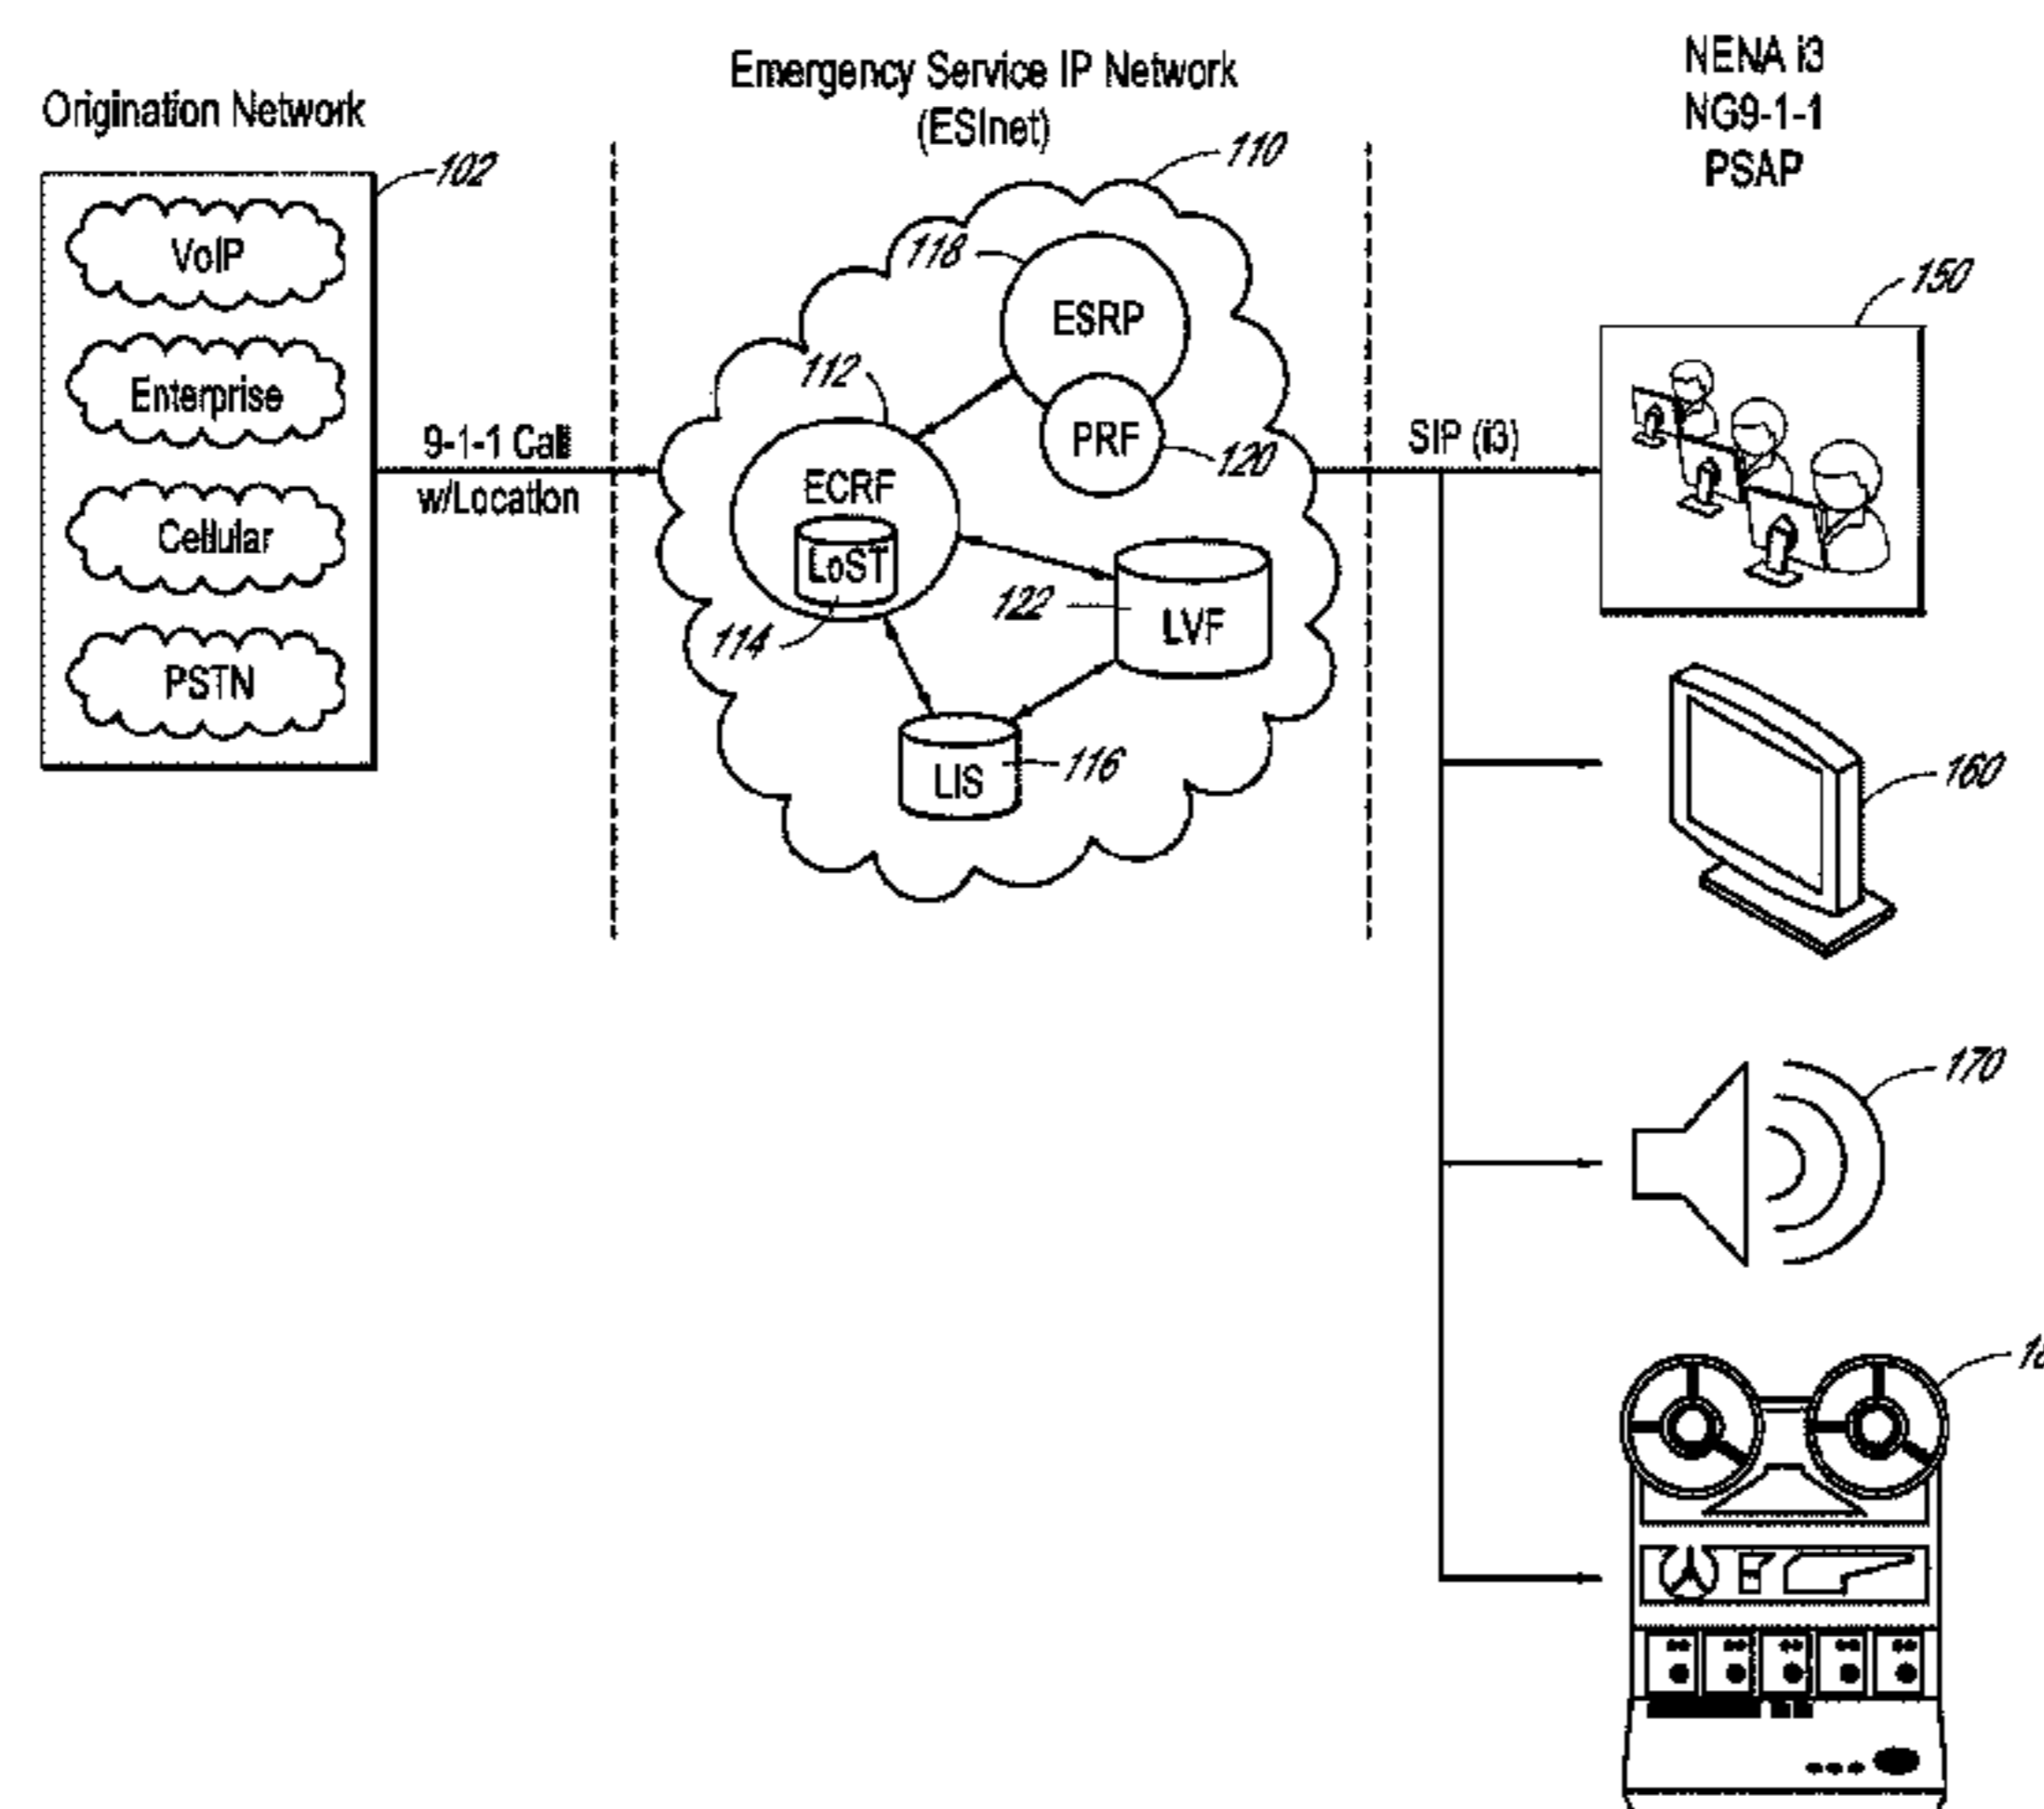 Origination Network
102
VoIP
Enterprise
Cellular
PSTN
9-1-1 Call
w/Location
Emergency Service IP Network
(ESInet)
110
118
ESRP
PRF
120
112
ECRF
LoST
114
122
LVF
LIS
116
SIP (i3)
NENA i3
NG9-1-1
PSAP
150
160
170